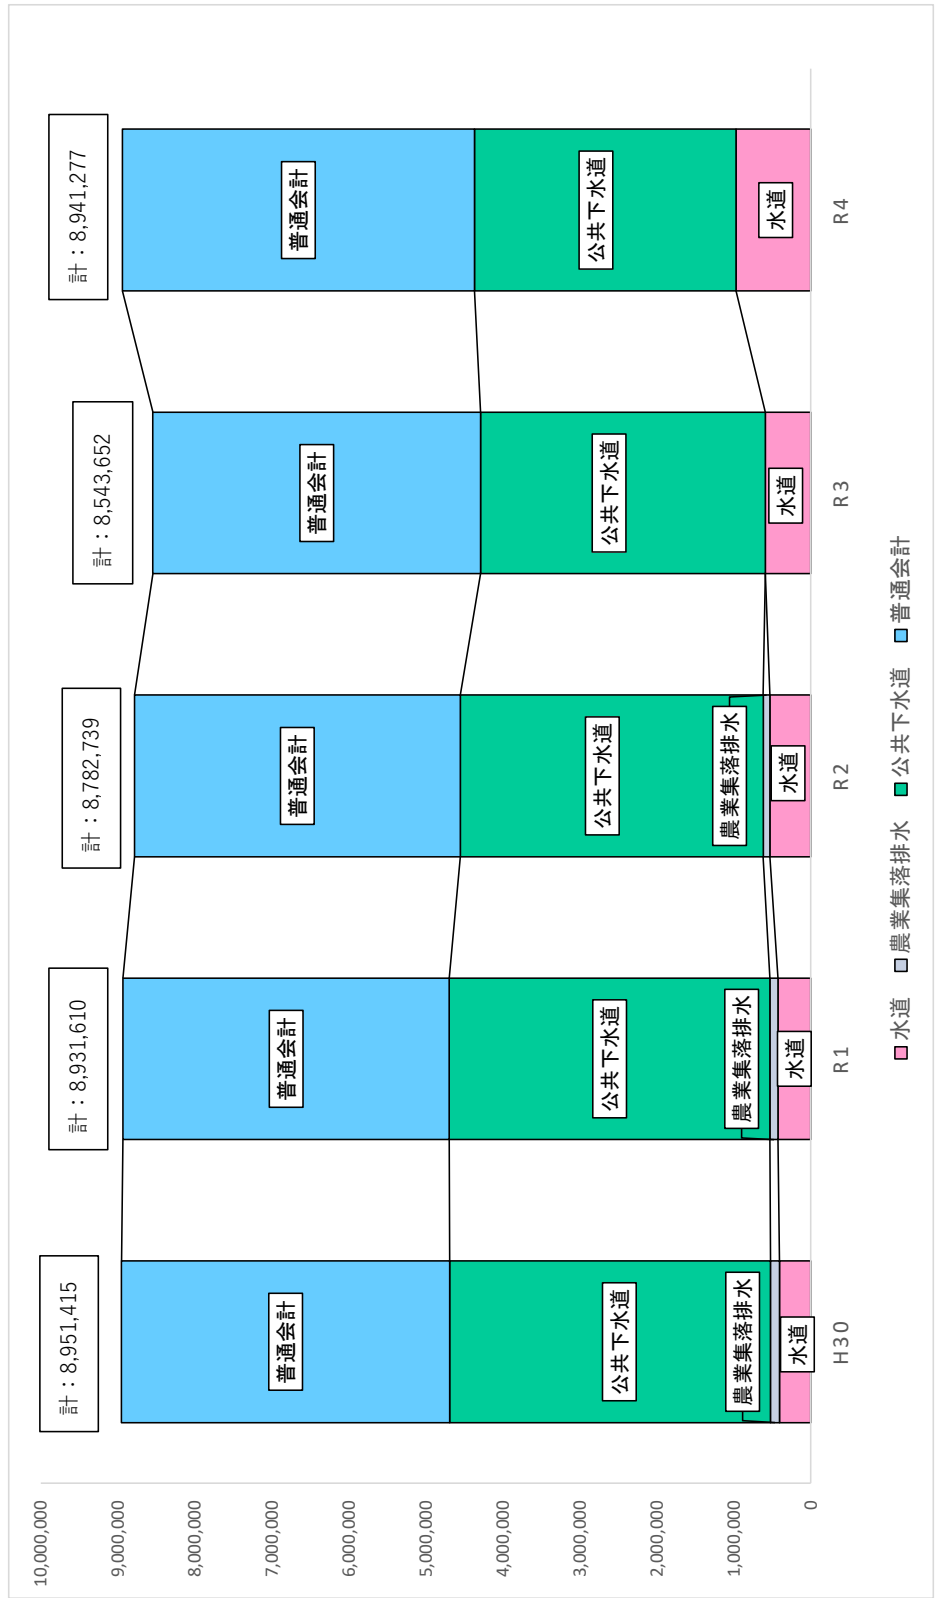 10,000,000
9,000,000
8,000,000
7,000,000
6,000,000
5,000,000
4,000,000
3,000,000
2,000,000
1,000,000
0
計：8,951,415
普通会計
公共下水道
農業集落排水
水道
H30
計：8,931,610
普通会計
公共下水道
農業集落排水
水道
R1
計：8,782,739
普通会計
公共下水道
農業集落排水
水道
R2
計：8,543,652
普通会計
公共下水道
水道
R3
計：8,941,277
普通会計
公共下水道
水道
R4
水道 農業集落排水 公共下水道 普通会計